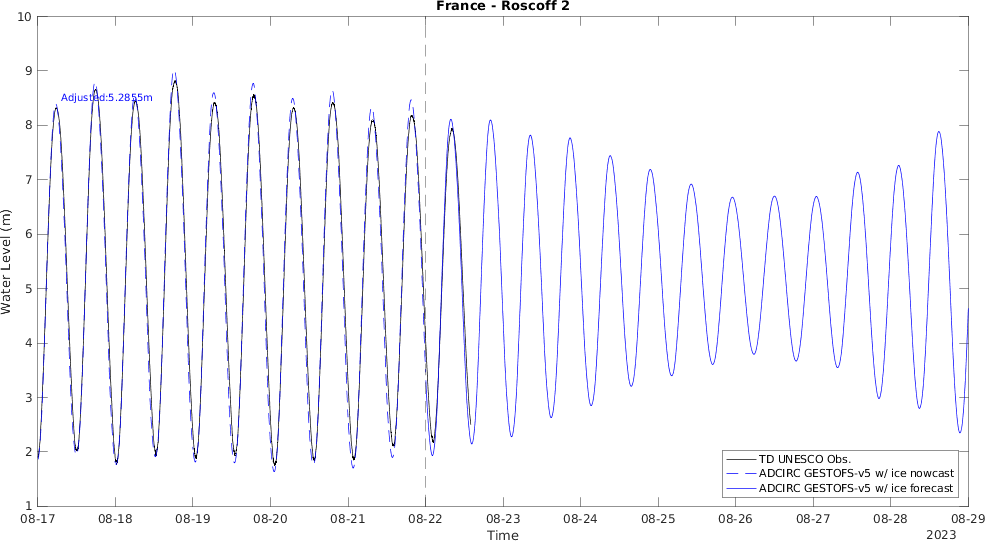 France - Roscoff 2
10
9
8
7
6
5
4
3
2
1
Water Level (m)
Adjusted:5.2855m
TD UNESCO Obs.
ADCIRC GESTOFS-v5 w/ ice nowcast
ADCIRC GESTOFS-v5 w/ ice forecast
08-17 08-18 08-19 08-20 08-21 08-22 08-23 08-24 08-25 08-26 08-27 08-28 08-29
Time
2023